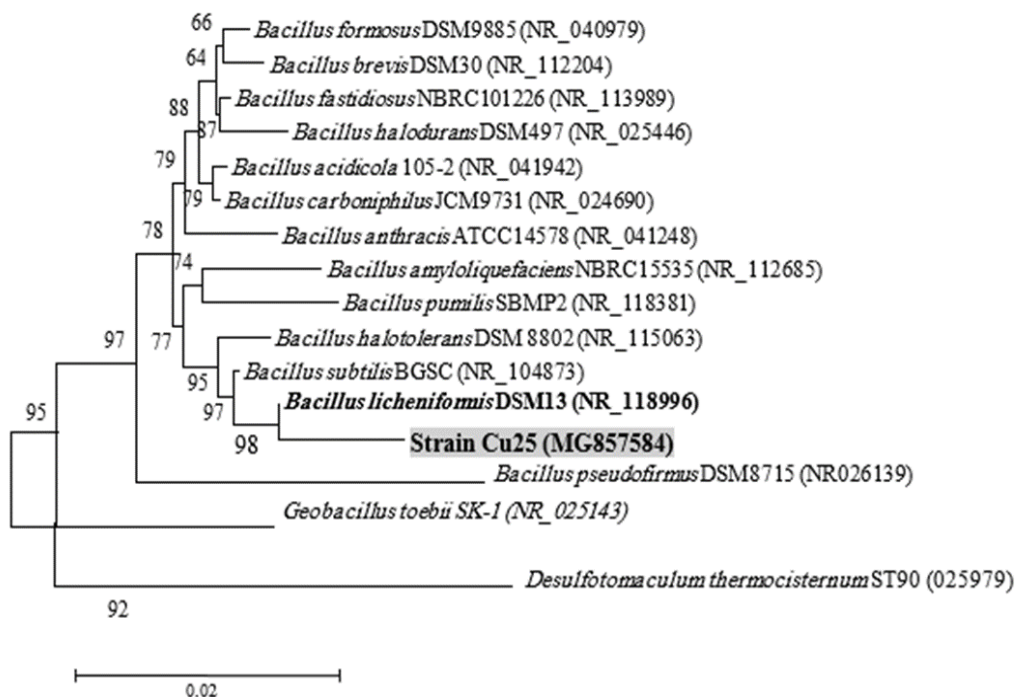 66
Bacillus formosus DSM9885 (NR_040979)
64
Bacillus brevis DSM30 (NR_112204)
Bacillus fastidiosus NBRC101226 (NR_113989)
88
87
Bacillus halodurans DSM497 (NR_025446)
79
Bacillus acidicola 105-2 (NR_041942)
79
Bacillus carboniphilus JCM9731 (NR_024690)
78
Bacillus anthracis ATCC14578 (NR_041248)
74
Bacillus amyloliquefaciens NBRC15535 (NR_112685)
Bacillus pumilis SBMP2 (NR_118381)
97
77
Bacillus halotolerans DSM 8802 (NR_115063)
Bacillus subtilis BGSC (NR_104873)
95
Bacillus licheniformis DSM13 (NR_118996)
95
97
98
Strain Cu25 (MG857584)
Bacillus pseudofirmus DSM8715 (NR026139)
Geobacillus toebii SK-1 (NR_025143)
Desulfotomaculum thermocisternum ST90 (025979)
92
0.02